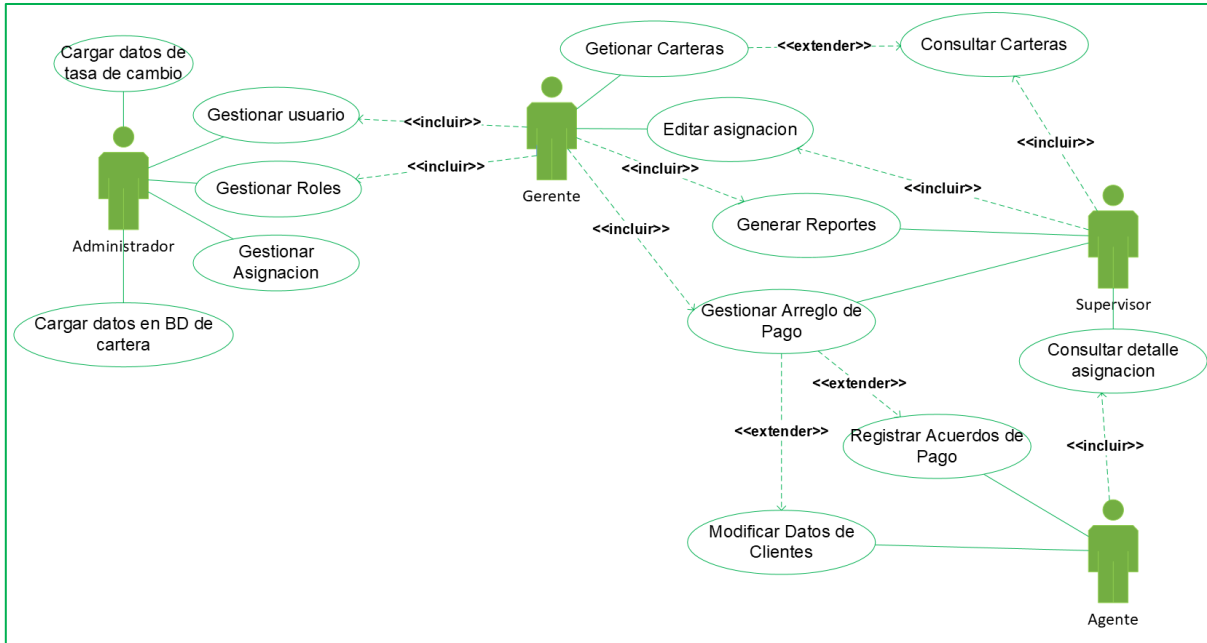 Cargar datos de
tasa de cambio
Getionar Carteras
<<extender>>
Consultar Carteras
Gestionar usuario
<<incluir>>
Editar asignacion
<<incluir>>
Gestionar Roles
<<incluir>>
<<incluir>>
Gerente
<<incluir>>
Generar Reportes
<<incluir>>
Administrador
Gestionar
Asignacion
Supervisor
Cargar datos en BD de
cartera
Gestionar Arreglo de
Pago
Consultar detalle
asignacion
<<extender>>
<<extender>>
Registrar Acuerdos de
Pago
<<incluir>>
Modificar Datos de
Clientes
Agente